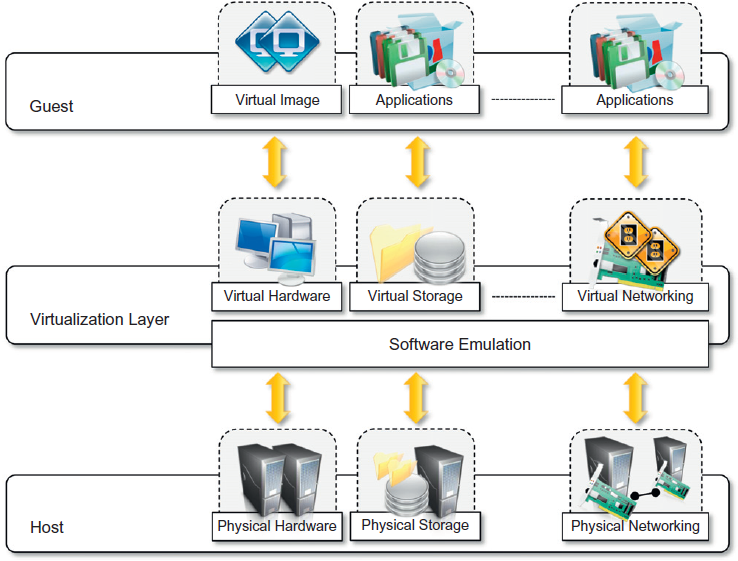 Guest
Virtual Image
Applications
Applications
Virtualization Layer
Virtual Hardware
Virtual Storage
Virtual Networking
Software Emulation
Host
Physical Hardware
Physical Storage
Physical Networking